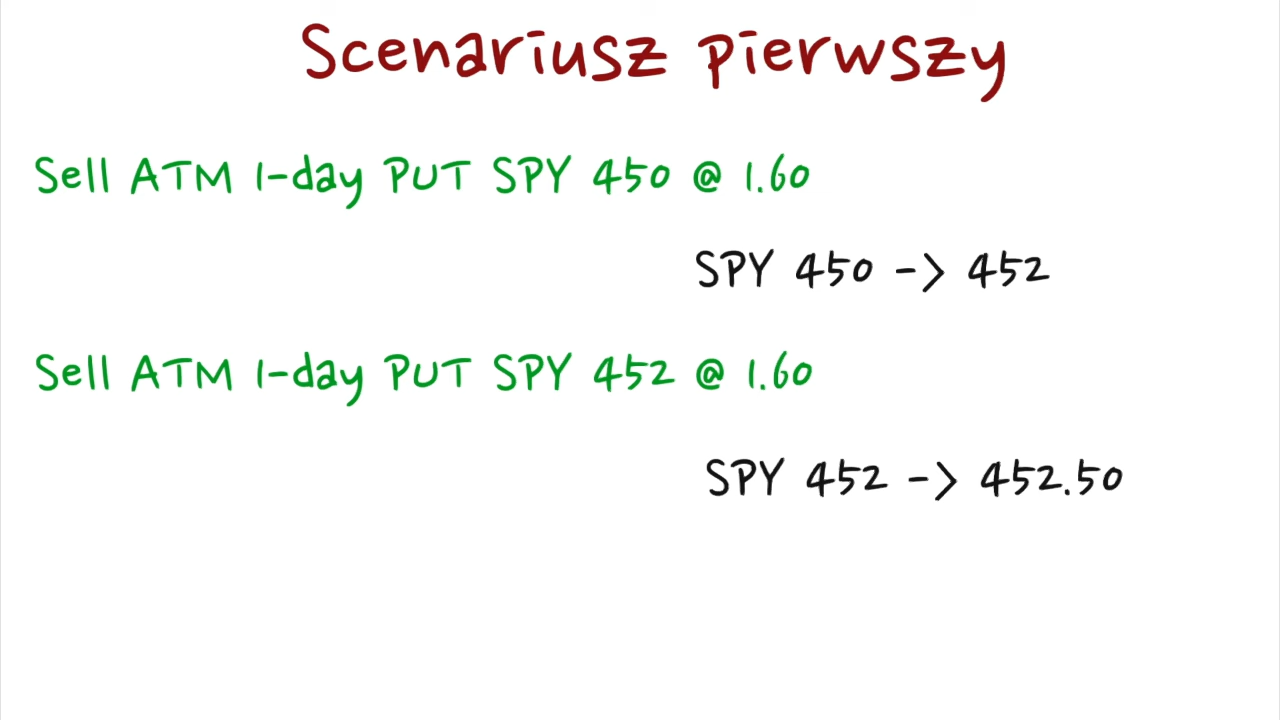 Scenariusz pierwszy
Sell ATM 1-day PUT SPY 450 @ 1.60
SPY 450 -> 452
Sell ATM 1-day PUT SPY 452 @ 1.60
SPY 452 -> 452.50